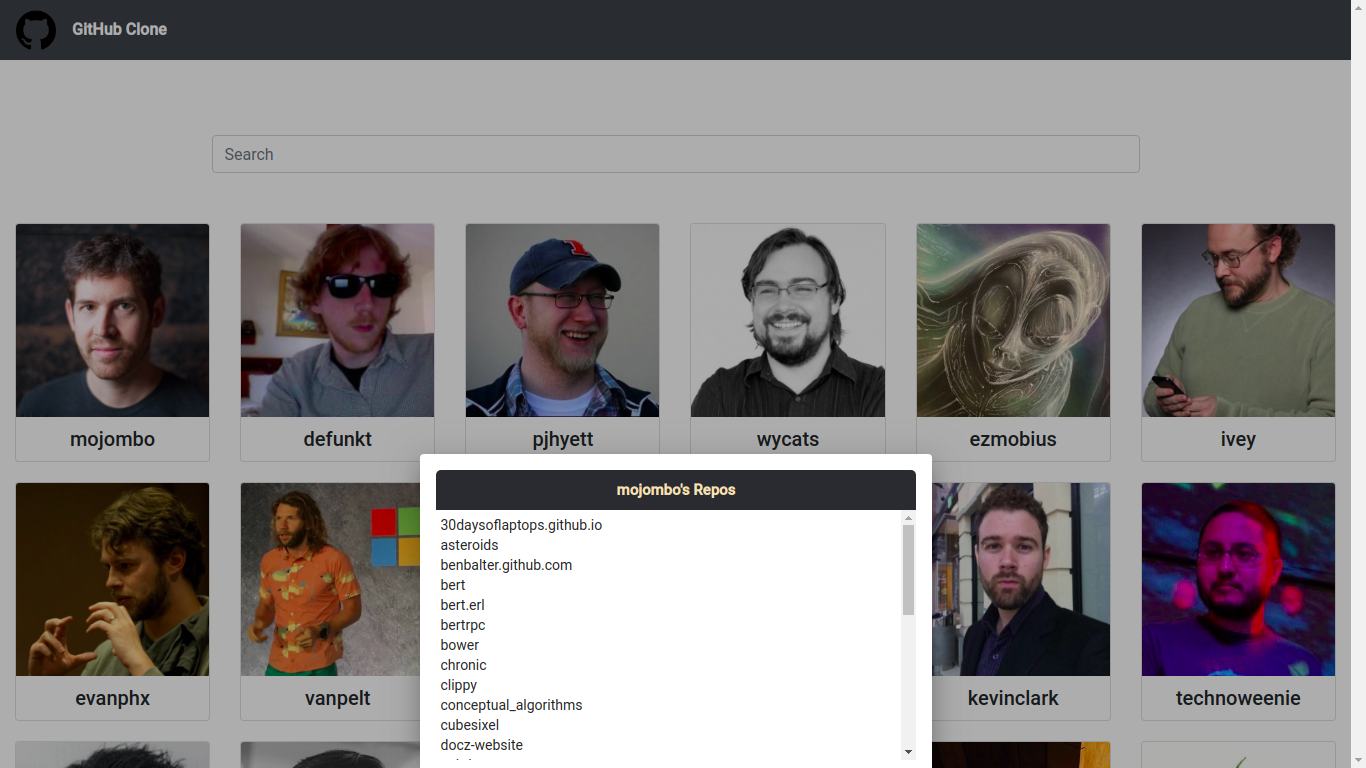 GitHub Clone
Search
mojombo
defunkt
pjhyett
wycats
ezmobius
ivey
mojombo's Repos
30daysoflaptops.github.io
asteroids
benbalter.github.com
bert
bert.erl
bertrpc
bower
chronic
clippy
conceptual_algorithms
cubesixel
docz-website
evanphx
vanpelt
kevinclark
technoweenie